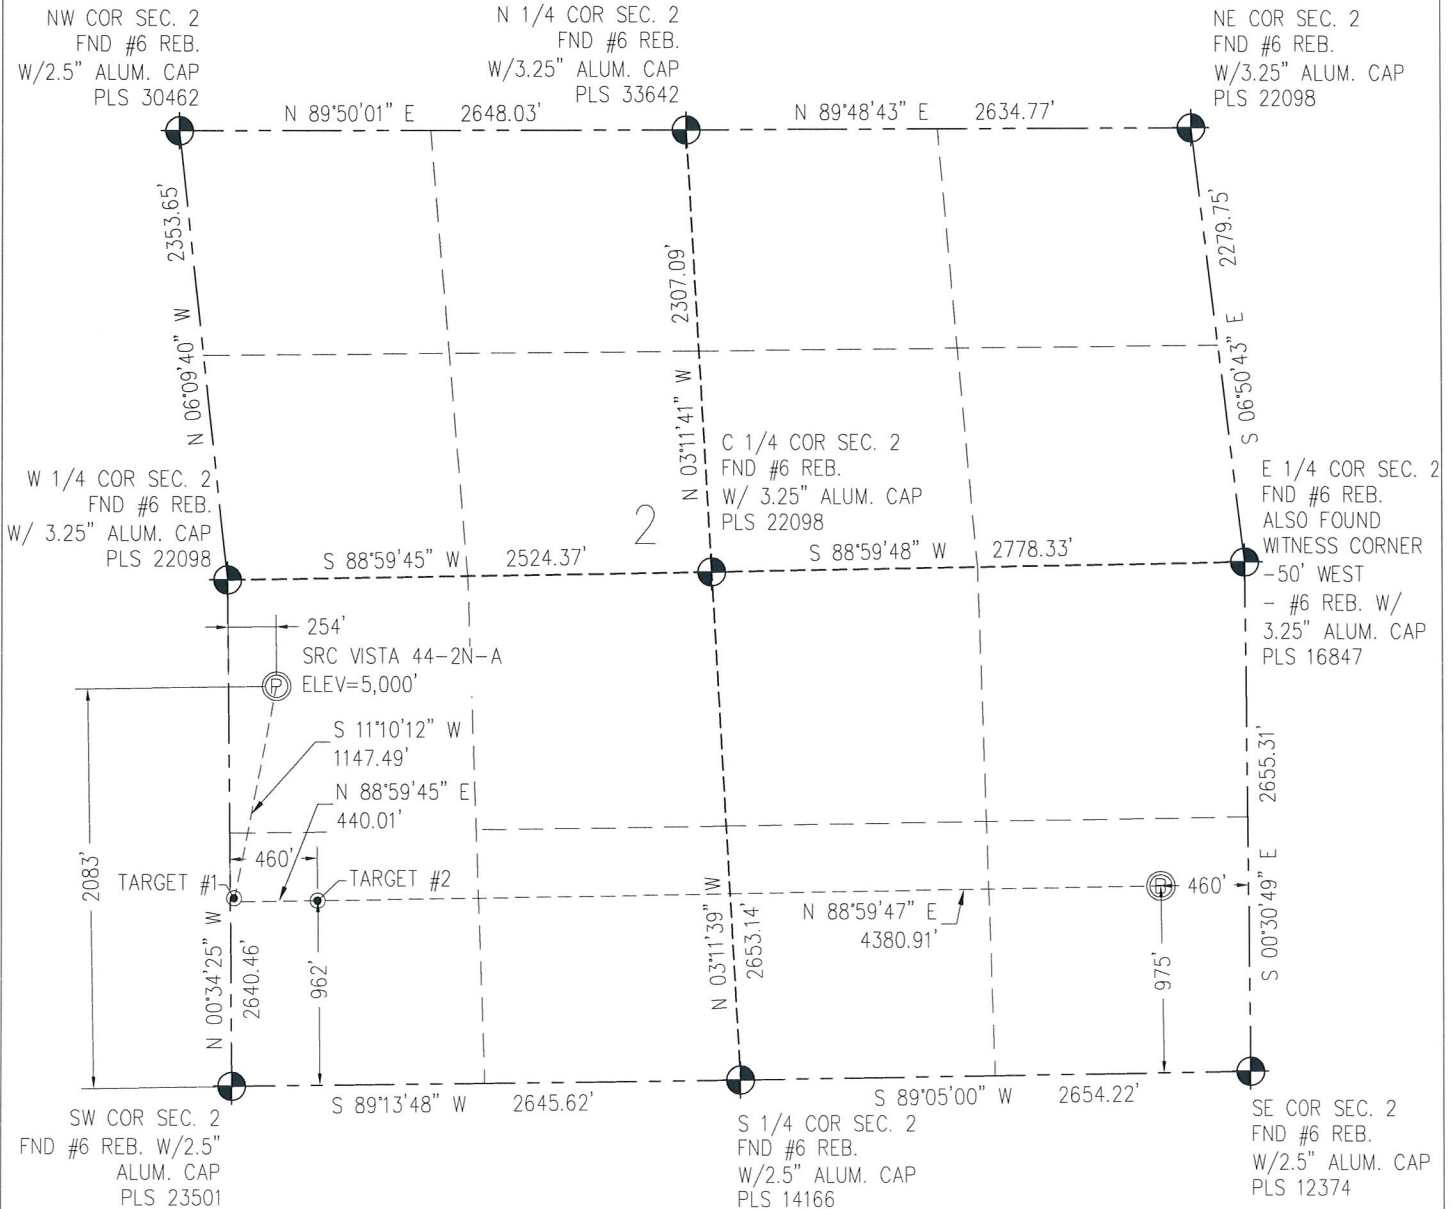 NW COR SEC. 2
FND #6 REB.
W/2.5" ALUM. CAP
PLS 30462
N 1/4 COR SEC. 2
FND #6 REB.
W/3.25" ALUM. CAP
PLS 33642
NE COR SEC. 2
FND #6 REB.
W/3.25" ALUM. CAP
PLS 22098
N 89°50'01" E 2648.03'
N 89°48'43" E 2634.77'
2353.65'
N 06°09'40" W
2307.09'
N 03°11'41" W
2279.75'
S 06°50'43" E
W 1/4 COR SEC. 2
FND #6 REB.
W/ 3.25" ALUM. CAP
PLS 22098
C 1/4 COR SEC. 2
FND #6 REB.
W/ 3.25" ALUM. CAP
PLS 22098
2
E 1/4 COR SEC. 2
FND #6 REB.
ALSO FOUND
WITNESS CORNER
-50' WEST
- #6 REB. W/
3.25" ALUM. CAP
PLS 16847
S 88°59'45" W 2524.37'
S 88°59'48" W 2778.33'
254'
SRC VISTA 44-2N-A
ELEV=5,000'
P
S 11°10'12" W
1147.49'
N 88°59'45" E
440.01'
460'
TARGET #1
TARGET #2
2083'
962'
N 00°34'25" W
2640.46'
N 03°11'39" W
2653.14'
N 88°59'47" E
4380.91'
460'
975'
2655.31'
S 00°30'49" E
S 89°13'48" W 2645.62'
S 89°05'00" W 2654.22'
SW COR SEC. 2
FND #6 REB. W/2.5"
ALUM. CAP
PLS 23501
S 1/4 COR SEC. 2
FND #6 REB.
W/2.5" ALUM. CAP
PLS 14166
SE COR SEC. 2
FND #6 REB.
W/2.5" ALUM. CAP
PLS 12374